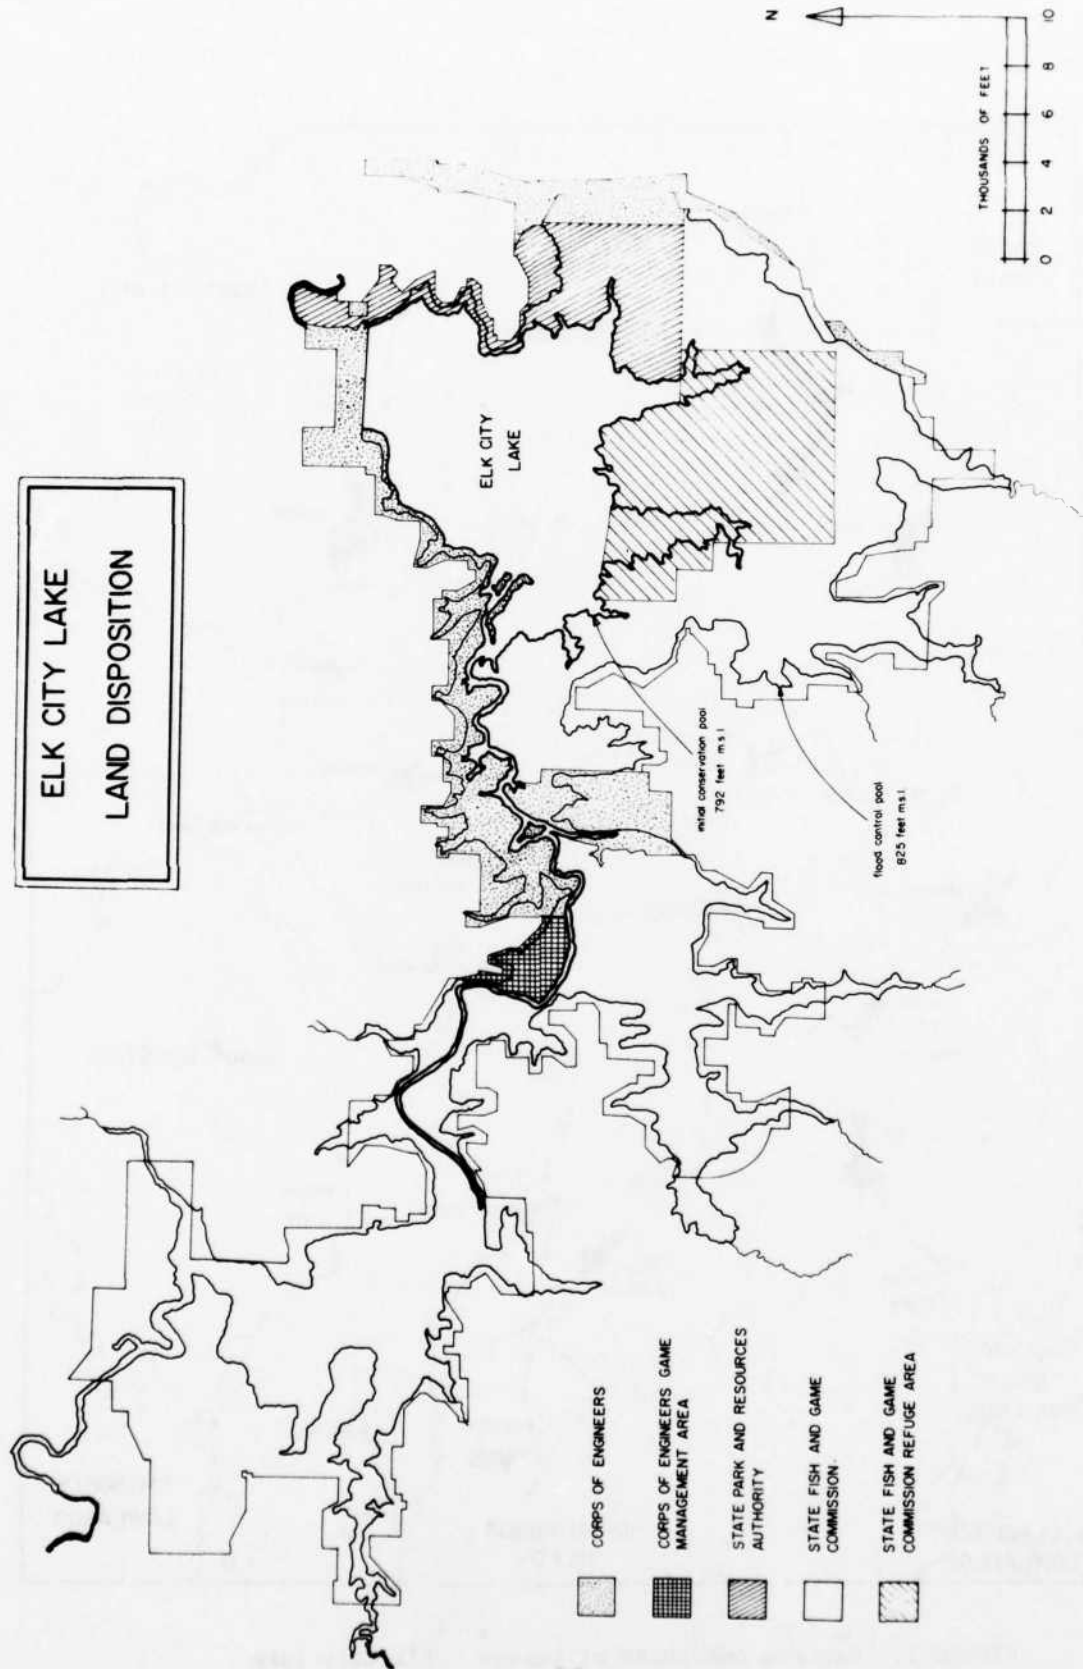 ELK CITY LAKE
LAND DISPOSITION
ELK CITY
LAKE
initial conservation pool
792 feet m.s.l.
flood control pool
825 feet m.s.l.
CORPS OF ENGINEERS
CORPS OF ENGINEERS GAME
MANAGEMENT AREA
STATE PARK AND RESOURCES
AUTHORITY
STATE FISH AND GAME
COMMISSION.
STATE FISH AND GAME
COMMISSION REFUGE AREA
N
THOUSANDS OF FEET
0 2 4 6 8 10